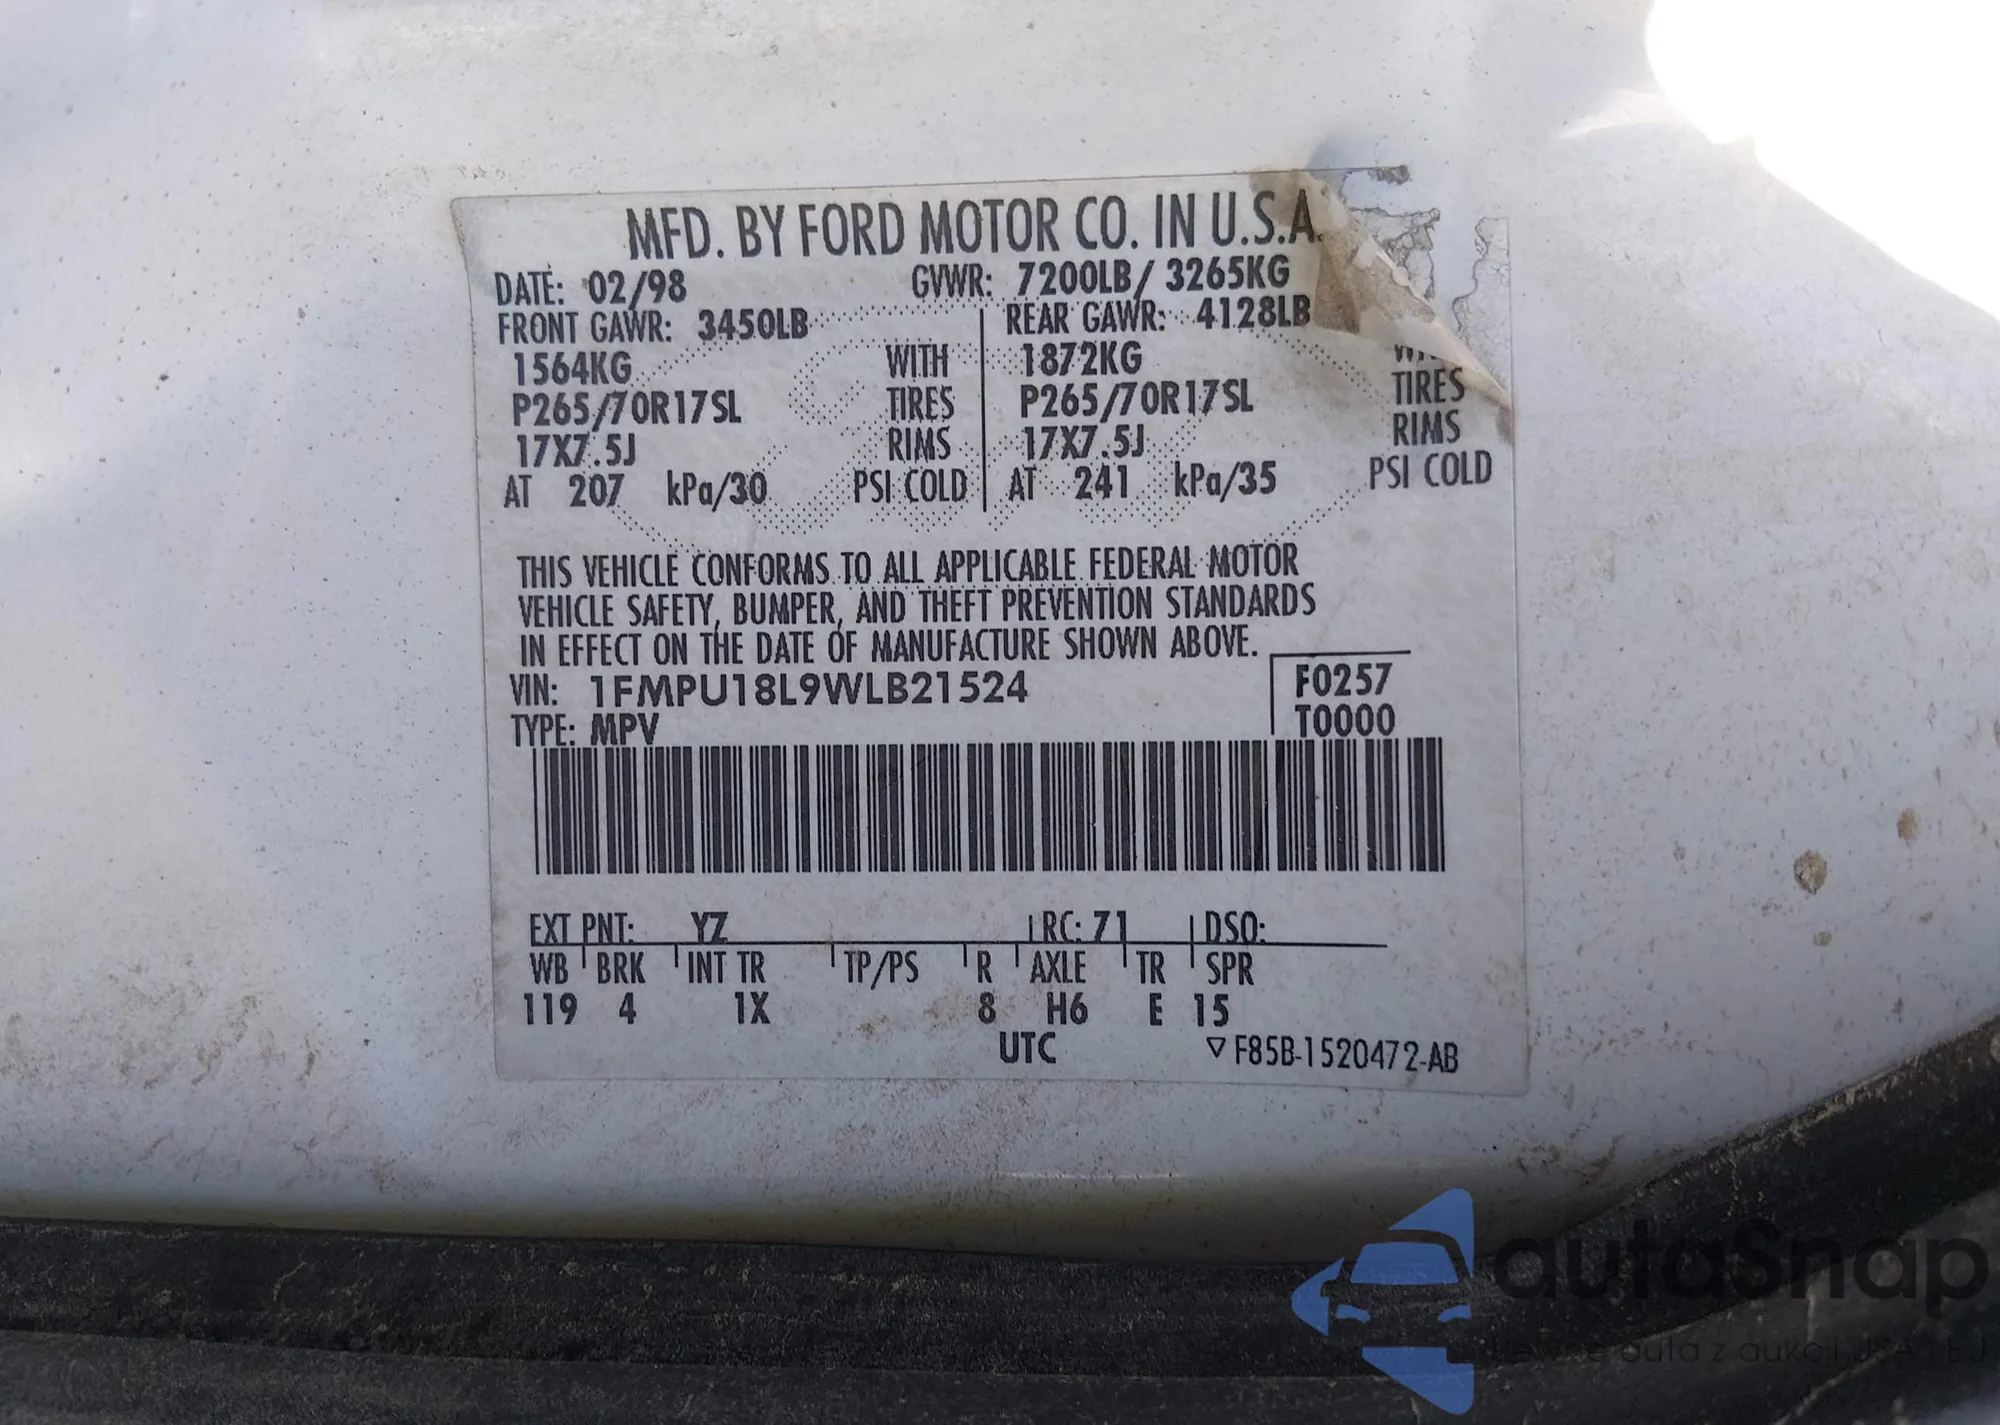 MFD. BY FORD MOTOR CO. IN U.S.A.
DATE: 02/98 GVWR: 7200LB/ 3265KG
FRONT GAWR: 3450LB REAR GAWR: 4128LB
1564KG WITH 1872KG
P265/70R17SL TIRES P265/70R17SL TIRES
17X7.5J RIMS 17X7.5J RIMS
AT 207 kPa/30 PSI COLD AT 241 kPa/35 PSI COLD
THIS VEHICLE CONFORMS TO ALL APPLICABLE FEDERAL MOTOR
VEHICLE SAFETY, BUMPER, AND THEFT PREVENTION STANDARDS
IN EFFECT ON THE DATE OF MANUFACTURE SHOWN ABOVE.
VIN: 1FMPU18L9WLB21524 F0257
TYPE: MPV T0000
EXT PNT: YZ RC: 71 DSO:
WB BRK INT TR TP/PS R AXLE TR SPR
119 4 1X 8 H6 E 15
UTC ▽F85B-1520472-AB
autaSnap
auta z aukcji USA